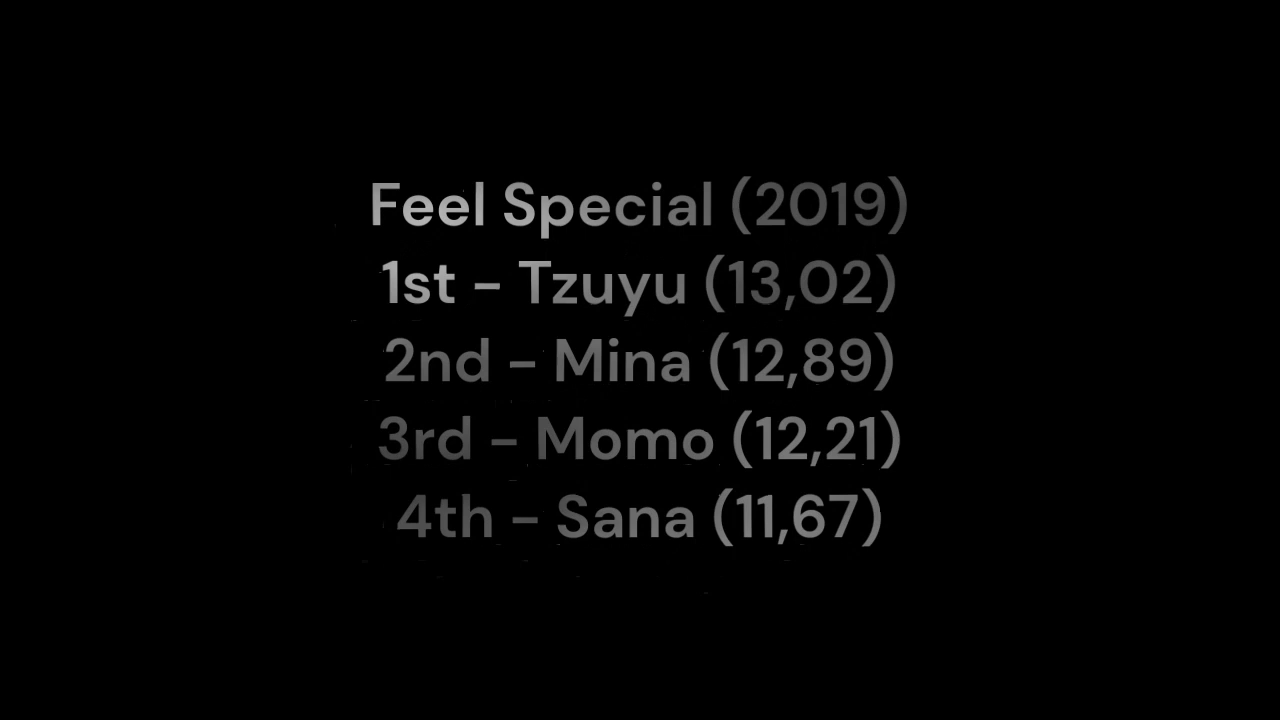 Feel Special (2019)
1st - Tzuyu (13,02)
2nd - Mina (12,89)
3rd - Momo (12,21)
4th - Sana (11,67)